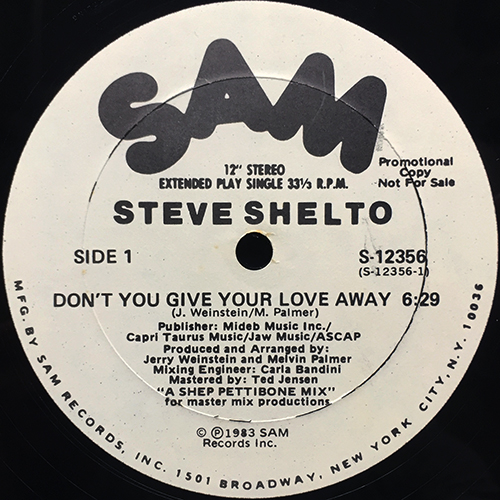 SAM
12" STEREO
EXTENDED PLAY SINGLE 33⅓ R.P.M.
Promotional
Copy
Not For Sale
STEVE SHELTO
SIDE 1
S-12356
(S-12356-1)
DON'T YOU GIVE YOUR LOVE AWAY 6:29
(J. Weinstein/M. Palmer)
Publisher: Mideb Music Inc./
Capri Taurus Music/Jaw Music/ASCAP
Produced and Arranged by:
Jerry Weinstein and Melvin Palmer
Mixing Engineer: Carla Bandini
Mastered by: Ted Jensen
"A SHEP PETTIBONE MIX"
for master mix productions
© ℗ 1983 SAM
Records Inc.
MFG. BY SAM RECORDS, INC. 1501 BROADWAY, NEW YORK CITY, N.Y. 10036